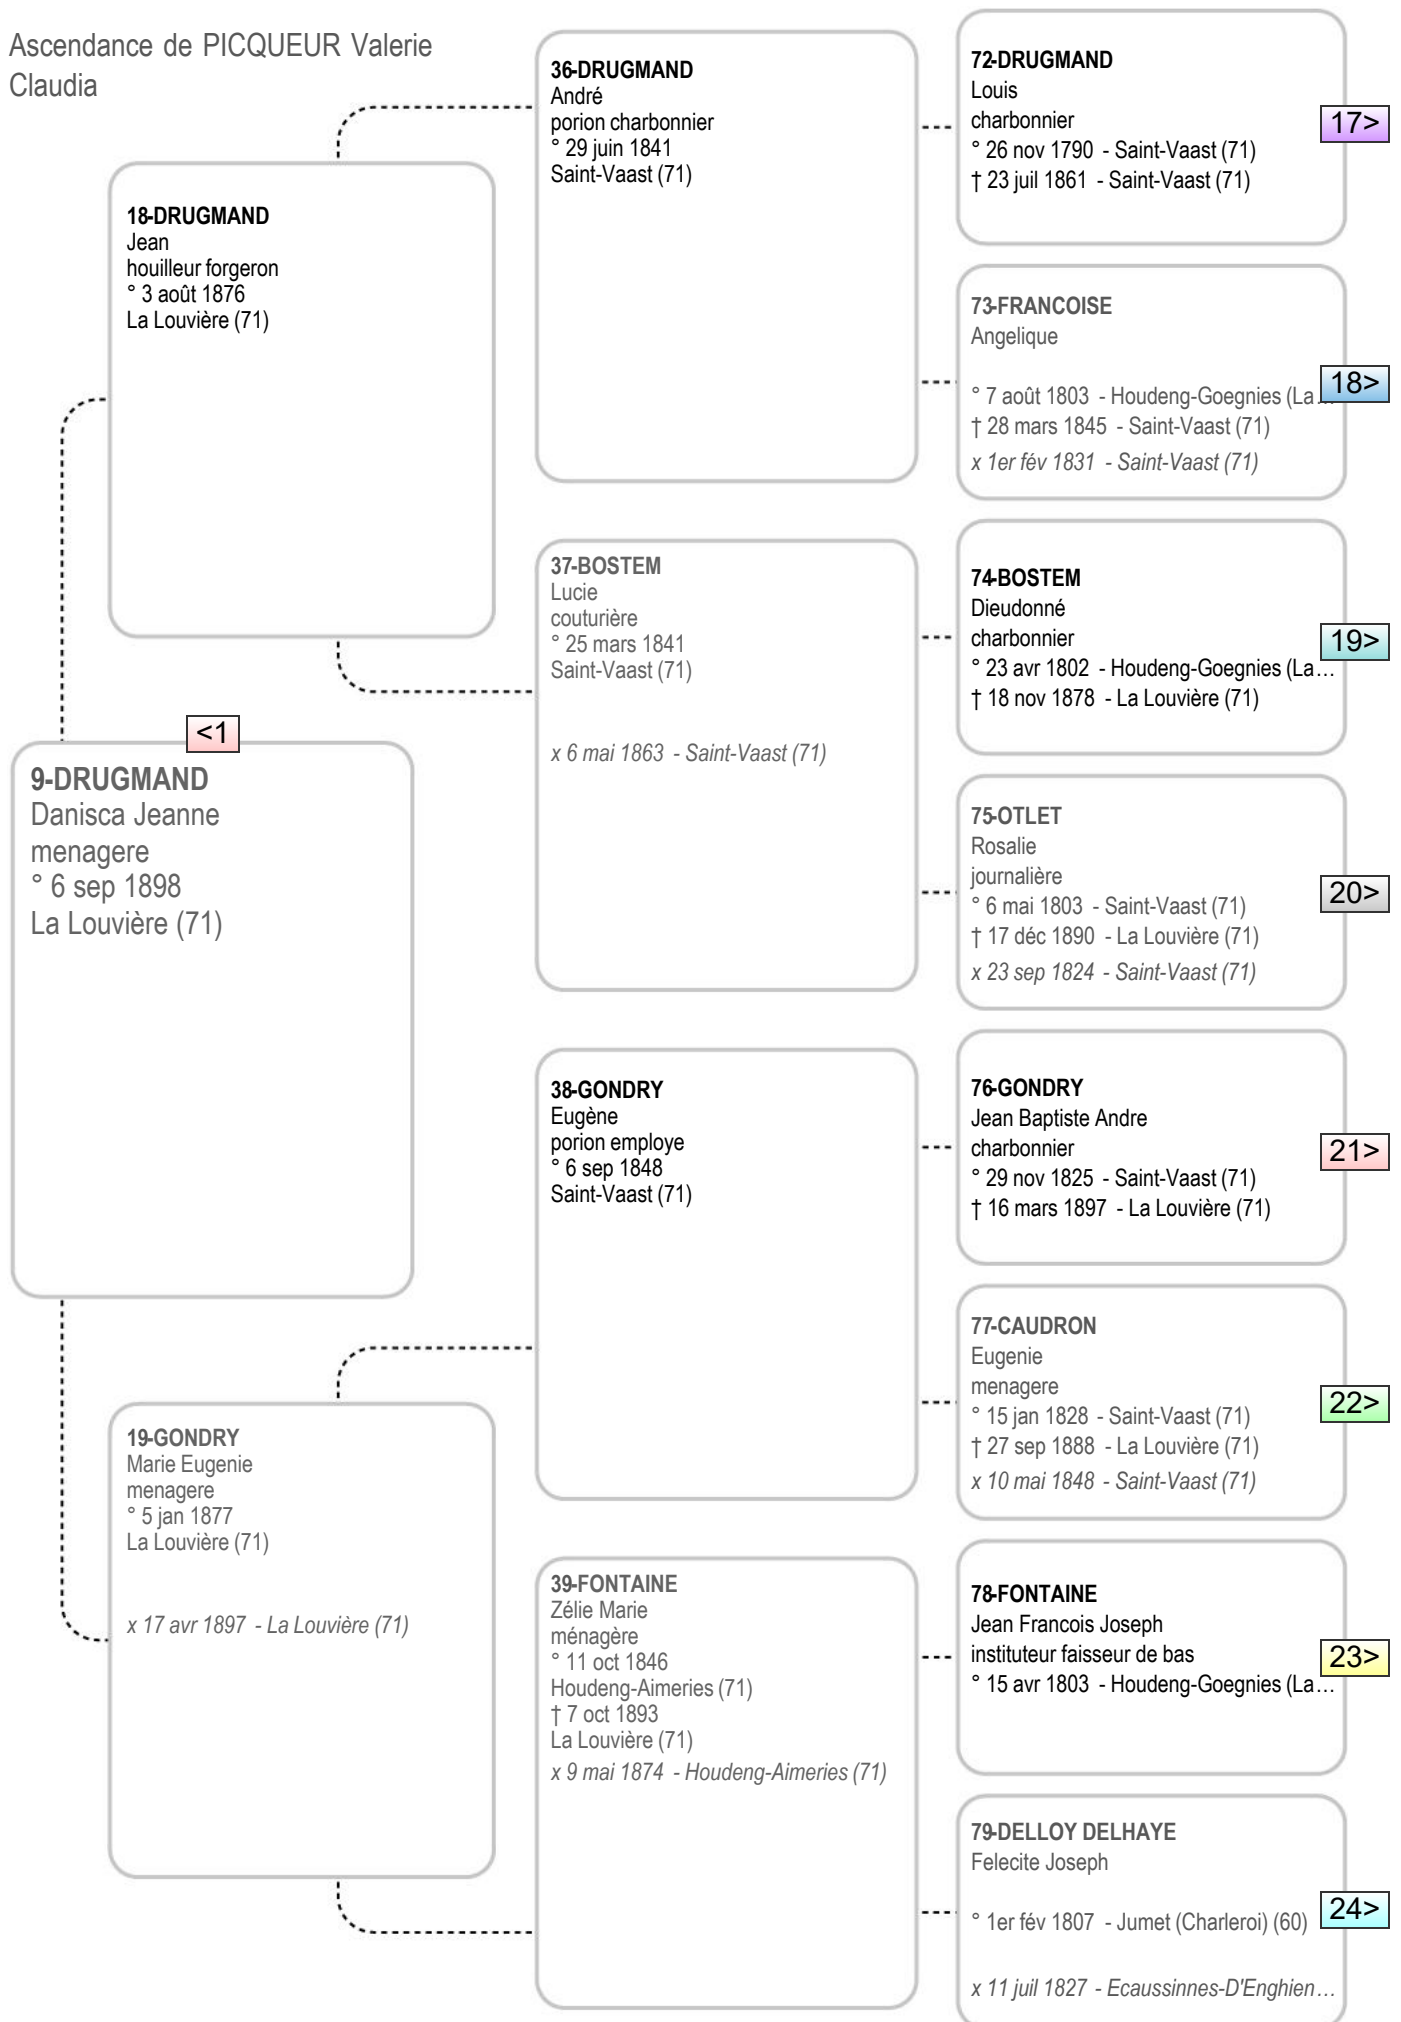 Ascendance de PICQUEUR Valerie
Claudia
<1
9-DRUGMAND
Danisca Jeanne
menagere
° 6 sep 1898
La Louvière (71)
18-DRUGMAND
Jean
houilleur forgeron
° 3 août 1876
La Louvière (71)
19-GONDRY
Marie Eugenie
menagere
° 5 jan 1877
La Louvière (71)
x 17 avr 1897 - La Louvière (71)
36-DRUGMAND
André
porion charbonnier
° 29 juin 1841
Saint-Vaast (71)
37-BOSTEM
Lucie
couturière
° 25 mars 1841
Saint-Vaast (71)
x 6 mai 1863 - Saint-Vaast (71)
38-GONDRY
Eugène
porion employe
° 6 sep 1848
Saint-Vaast (71)
39-FONTAINE
Zélie Marie
ménagère
° 11 oct 1846
Houdeng-Aimeries (71)
† 7 oct 1893
La Louvière (71)
x 9 mai 1874 - Houdeng-Aimeries (71)
72-DRUGMAND
Louis
charbonnier
° 26 nov 1790 - Saint-Vaast (71)
† 23 juil 1861 - Saint-Vaast (71)
17>
73-FRANCOISE
Angelique
° 7 août 1803 - Houdeng-Goegnies (La…
† 28 mars 1845 - Saint-Vaast (71)
x 1er fév 1831 - Saint-Vaast (71)
18>
74-BOSTEM
Dieudonné
charbonnier
° 23 avr 1802 - Houdeng-Goegnies (La…
† 18 nov 1878 - La Louvière (71)
19>
75-OTLET
Rosalie
journalière
° 6 mai 1803 - Saint-Vaast (71)
† 17 déc 1890 - La Louvière (71)
x 23 sep 1824 - Saint-Vaast (71)
20>
76-GONDRY
Jean Baptiste Andre
charbonnier
° 29 nov 1825 - Saint-Vaast (71)
† 16 mars 1897 - La Louvière (71)
21>
77-CAUDRON
Eugenie
menagere
° 15 jan 1828 - Saint-Vaast (71)
† 27 sep 1888 - La Louvière (71)
x 10 mai 1848 - Saint-Vaast (71)
22>
78-FONTAINE
Jean Francois Joseph
instituteur faisseur de bas
° 15 avr 1803 - Houdeng-Goegnies (La…
23>
79-DELLOY DELHAYE
Felecite Joseph
° 1er fév 1807 - Jumet (Charleroi) (60)
x 11 juil 1827 - Ecaussinnes-D'Enghien…
24>